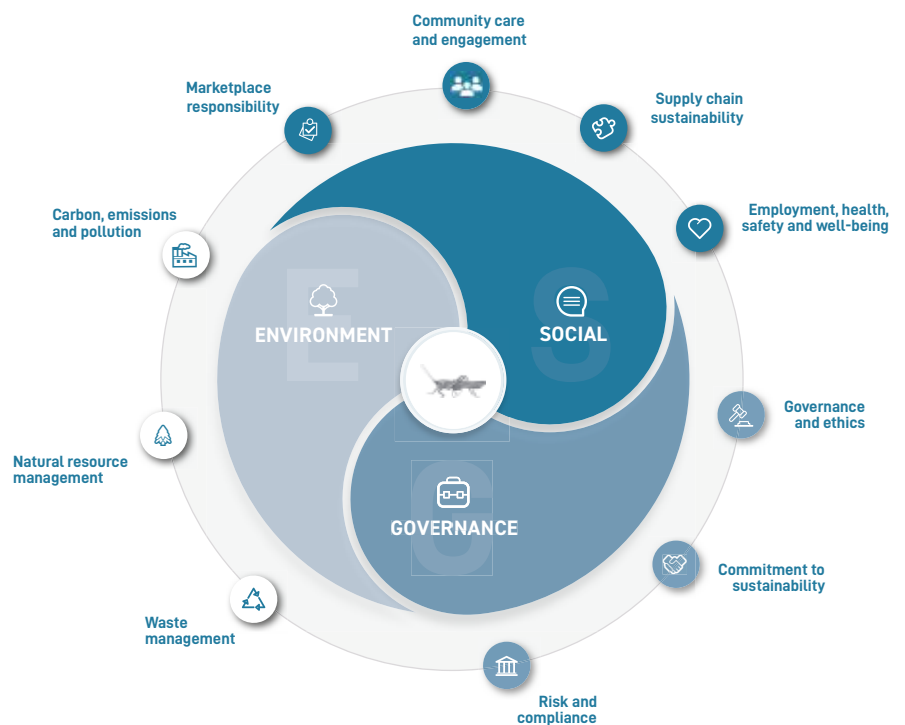 Community care
and engagement
Marketplace
responsibility
Supply chain
sustainability
Carbon, emissions
and pollution
Employment, health,
safety and well-being
E
S
ENVIRONMENT
SOCIAL
Governance
and ethics
Natural resource
management
G
GOVERNANCE
Commitment to
sustainability
Waste
management
Risk and
compliance